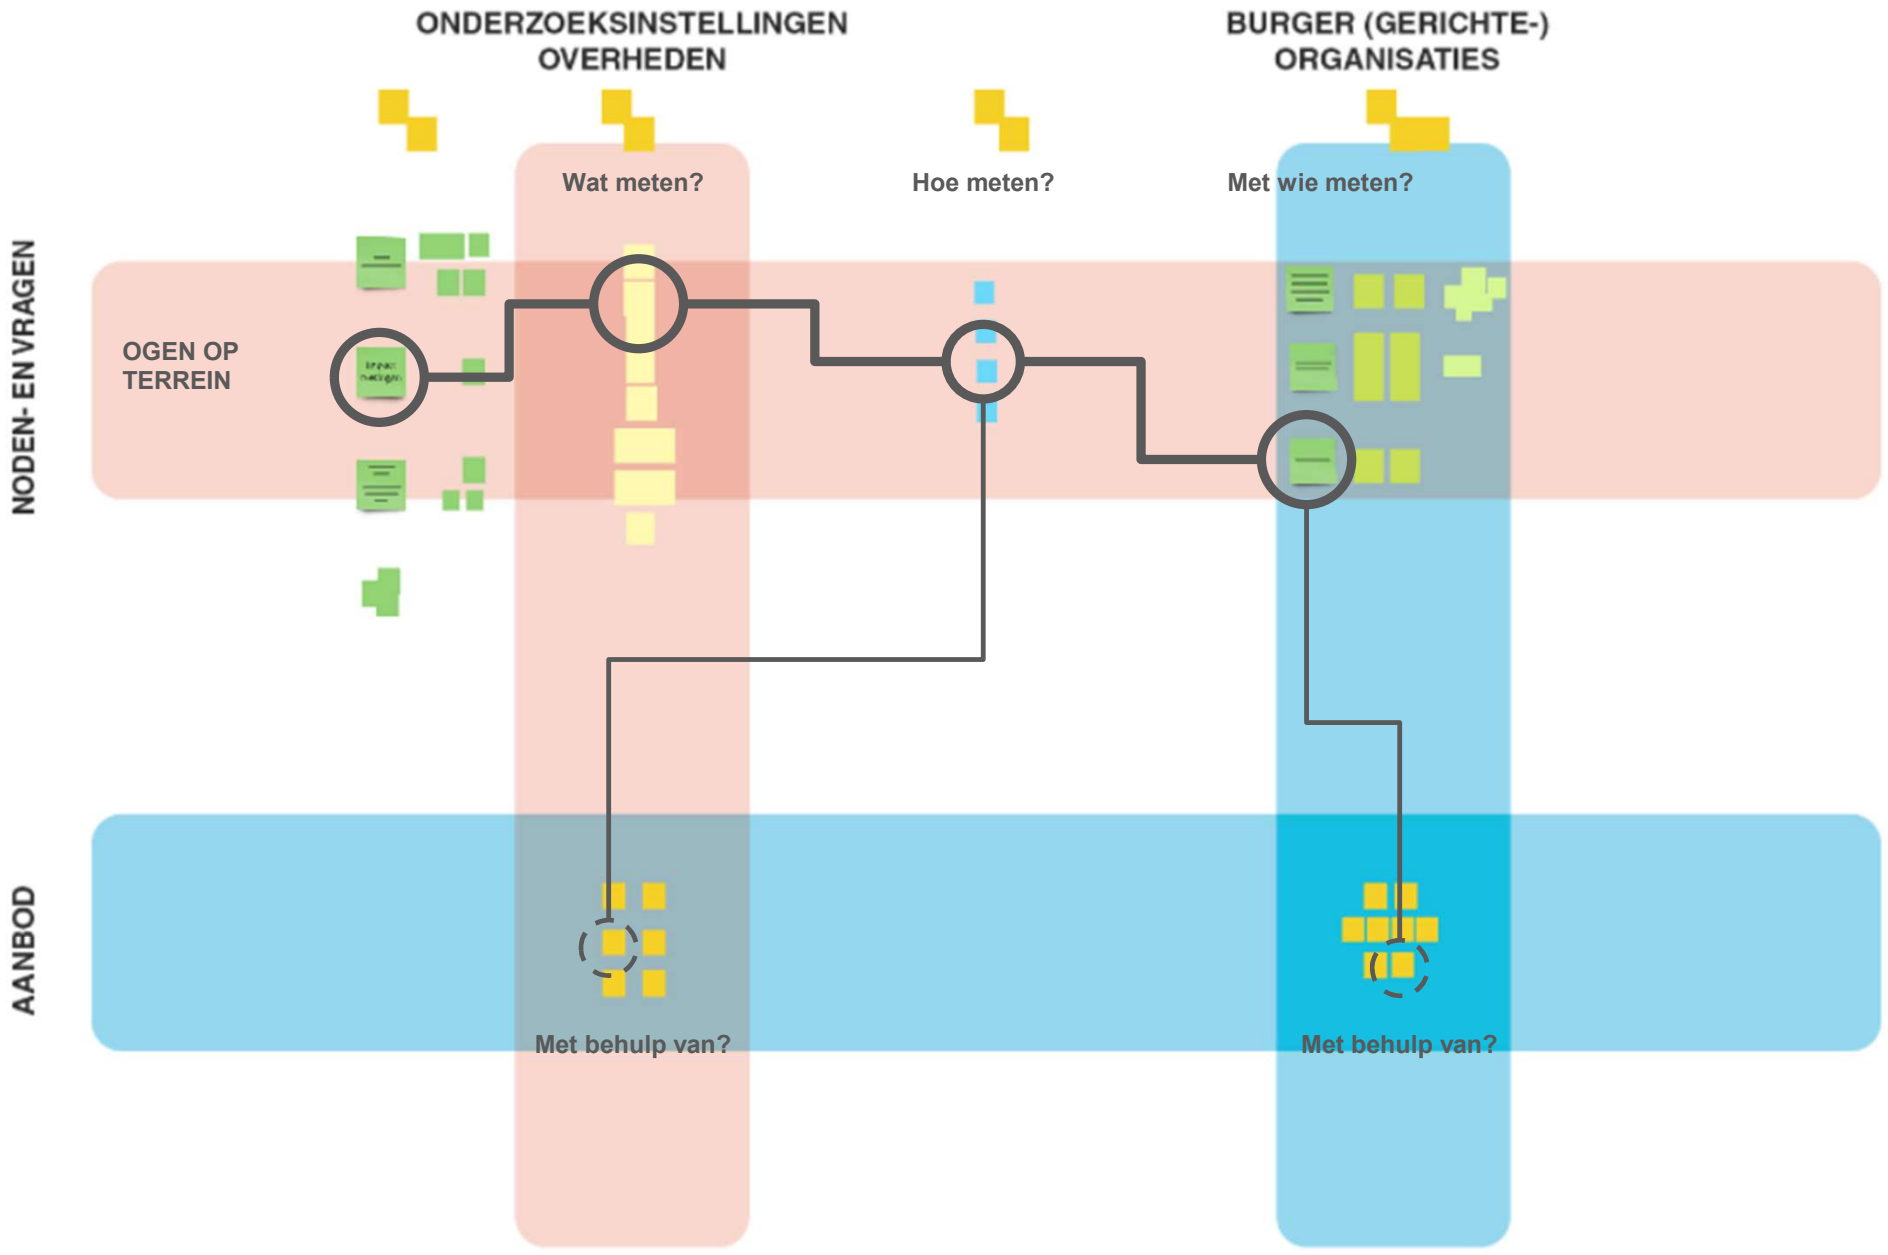 ONDERZOEKSINSTELLINGEN
OVERHEDEN
BURGER (GERICHTE-)
ORGANISATIES
Wat meten?
Hoe meten?
Met wie meten?
NODEN- EN VRAGEN
OGEN OP
TERREIN
AANBOD
Met behulp van?
Met behulp van?